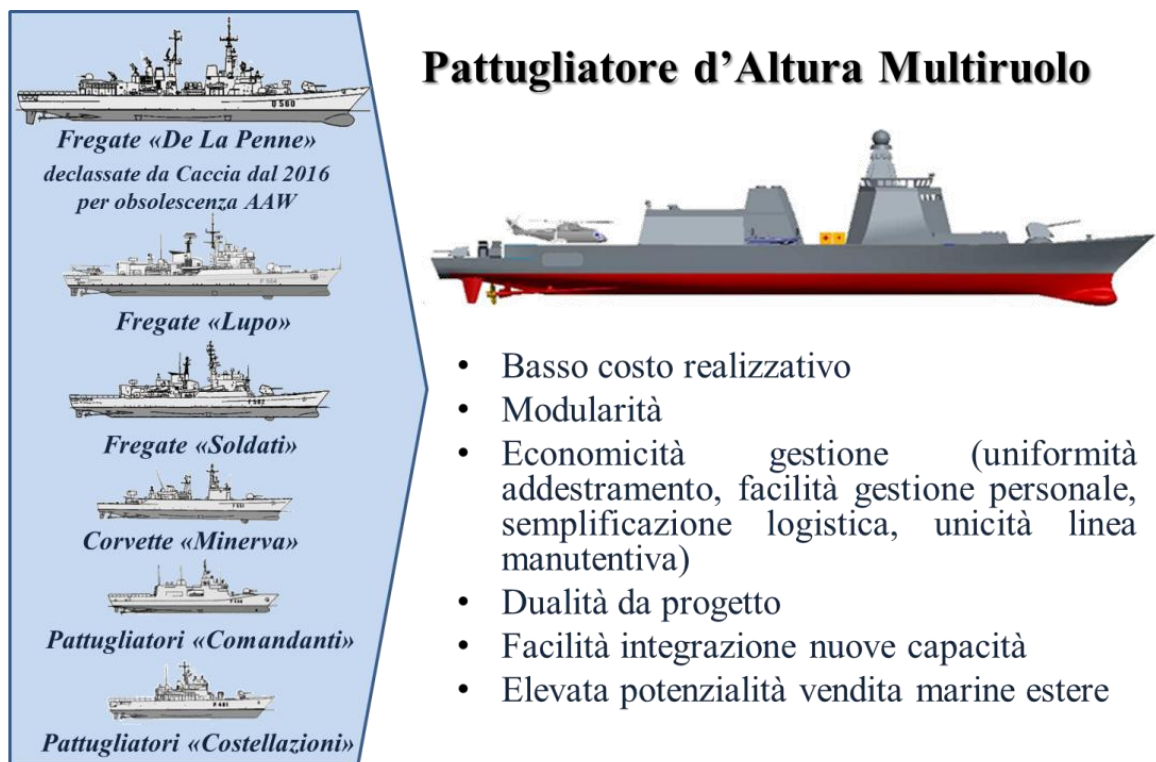 D 560
Fregate «De La Penne»
declassate da Caccia dal 2016
per obsolescenza AAW
Fregate «Lupo»
Fregate «Soldati»
Corvette «Minerva»
Pattugliatori «Comandanti»
Pattugliatori «Costellazioni»
Pattugliatore d’Altura Multiruolo
• Basso costo realizzativo
• Modularità
• Economicità gestione (uniformità
addestramento, facilità gestione personale,
semplificazione logistica, unicità linea
manutentiva)
• Dualità da progetto
• Facilità integrazione nuove capacità
• Elevata potenzialità vendita marine estere